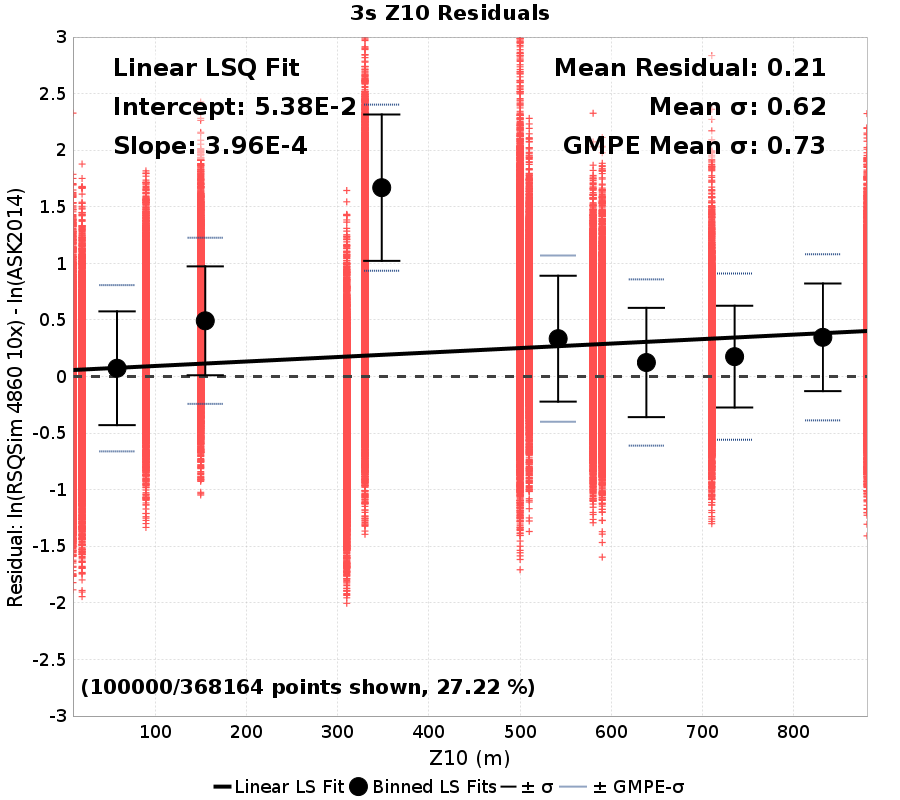 3s Z10 Residuals
Linear LSQ Fit
Intercept: 5.38E-2
Slope: 3.96E-4
Mean Residual: 0.21
Mean σ: 0.62
GMPE Mean σ: 0.73
Residual: ln(RSQSim 4860 10x) - ln(ASK2014)
3
2.5
2
1.5
1
0.5
0
-0.5
-1
-1.5
-2
-2.5
-3
(100000/368164 points shown, 27.22 %)
100 200 300 400 500 600 700 800
Z10 (m)
Linear LS Fit Binned LS Fits ± σ ± GMPE-σ